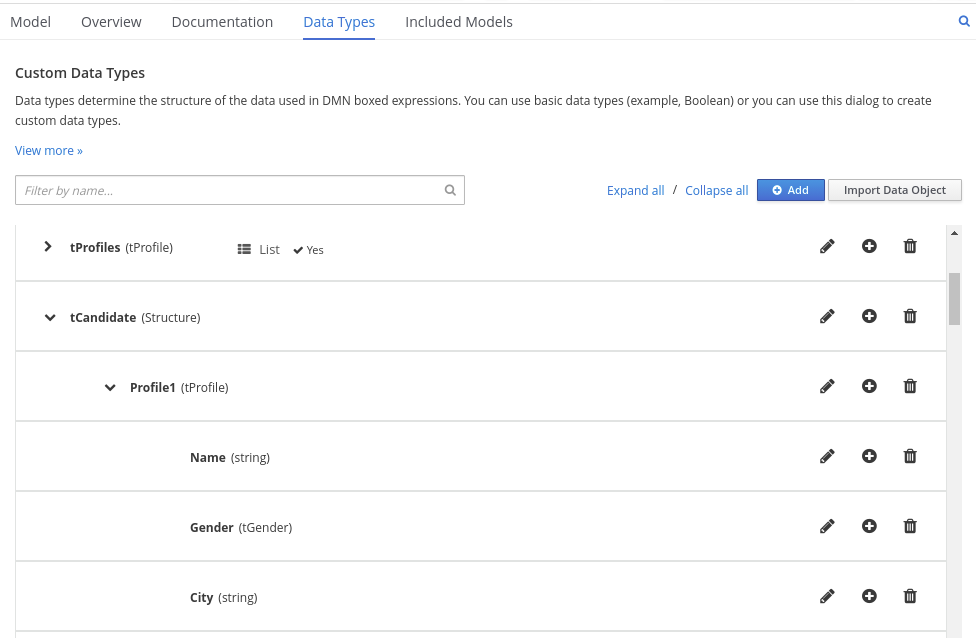 Model Overview Documentation Data Types Included Models
Custom Data Types
Data types determine the structure of the data used in DMN boxed expressions. You can use basic data types (example, Boolean) or you can use this dialog to create
custom data types.
View more »
Filter by name... Expand all / Collapse all Add Import Data Object
tProfiles (tProfile) List Yes
tCandidate (Structure)
Profile1 (tProfile)
Name (string)
Gender (tGender)
City (string)